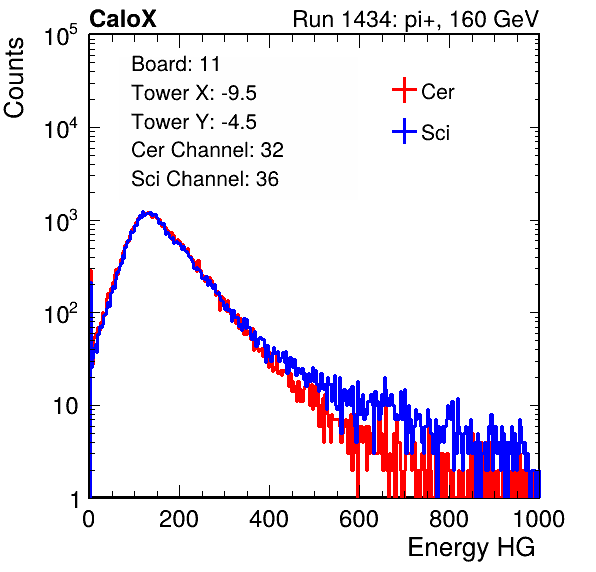 CaloX Run 1434: pi+, 160 GeV
Counts
Board: 11
Tower X: -9.5
Tower Y: -4.5
Cer Channel: 32
Sci Channel: 36
Cer
Sci
10^5
10^4
10^3
10^2
10
1
0 200 400 600 800 1000
Energy HG